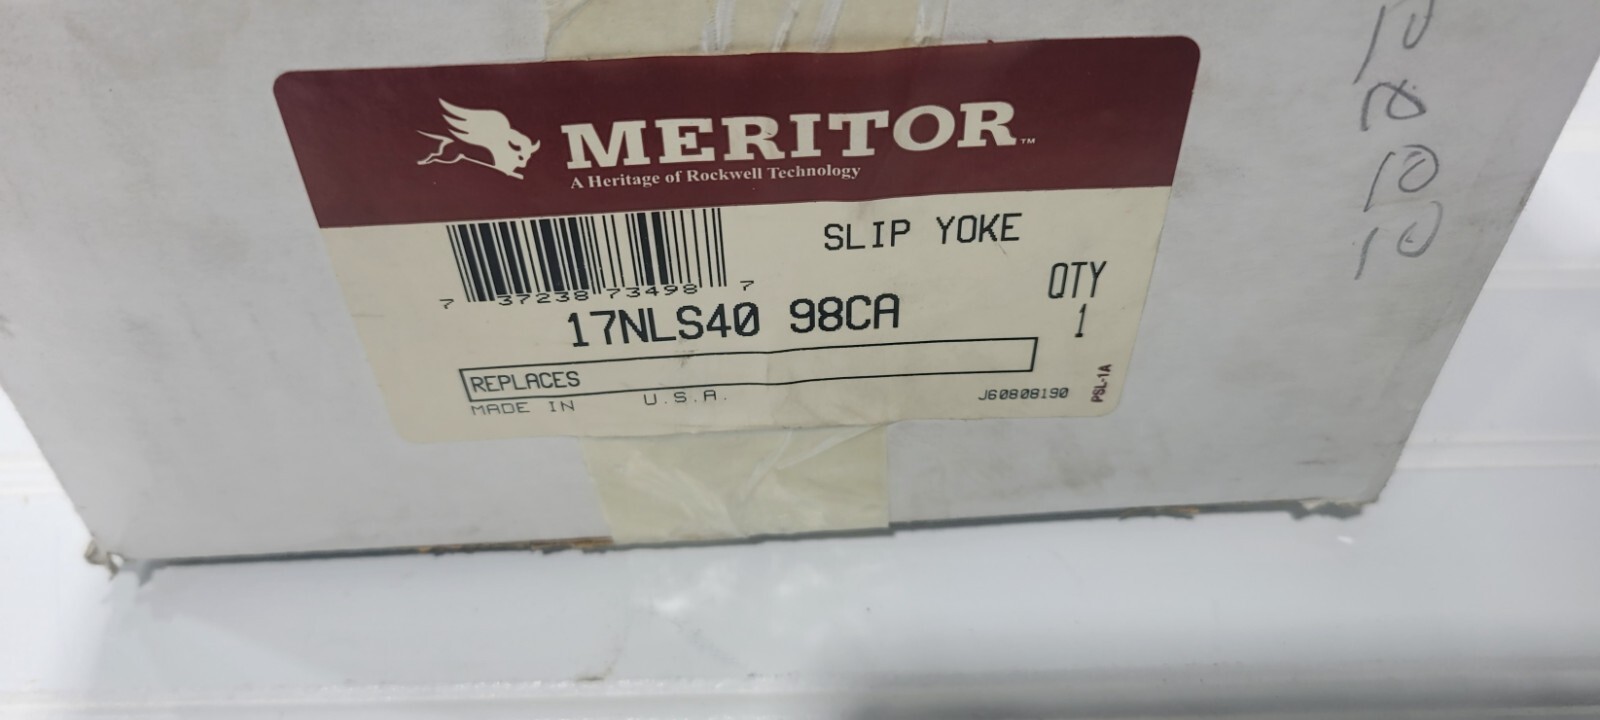 MERITOR™
A Heritage of Rockwell Technology
SLIP YOKE
7 37238 73498 7
QTY
17NLS40 98CA
1
REPLACES
MADE IN U.S.A.
J60808190
PSL-1A